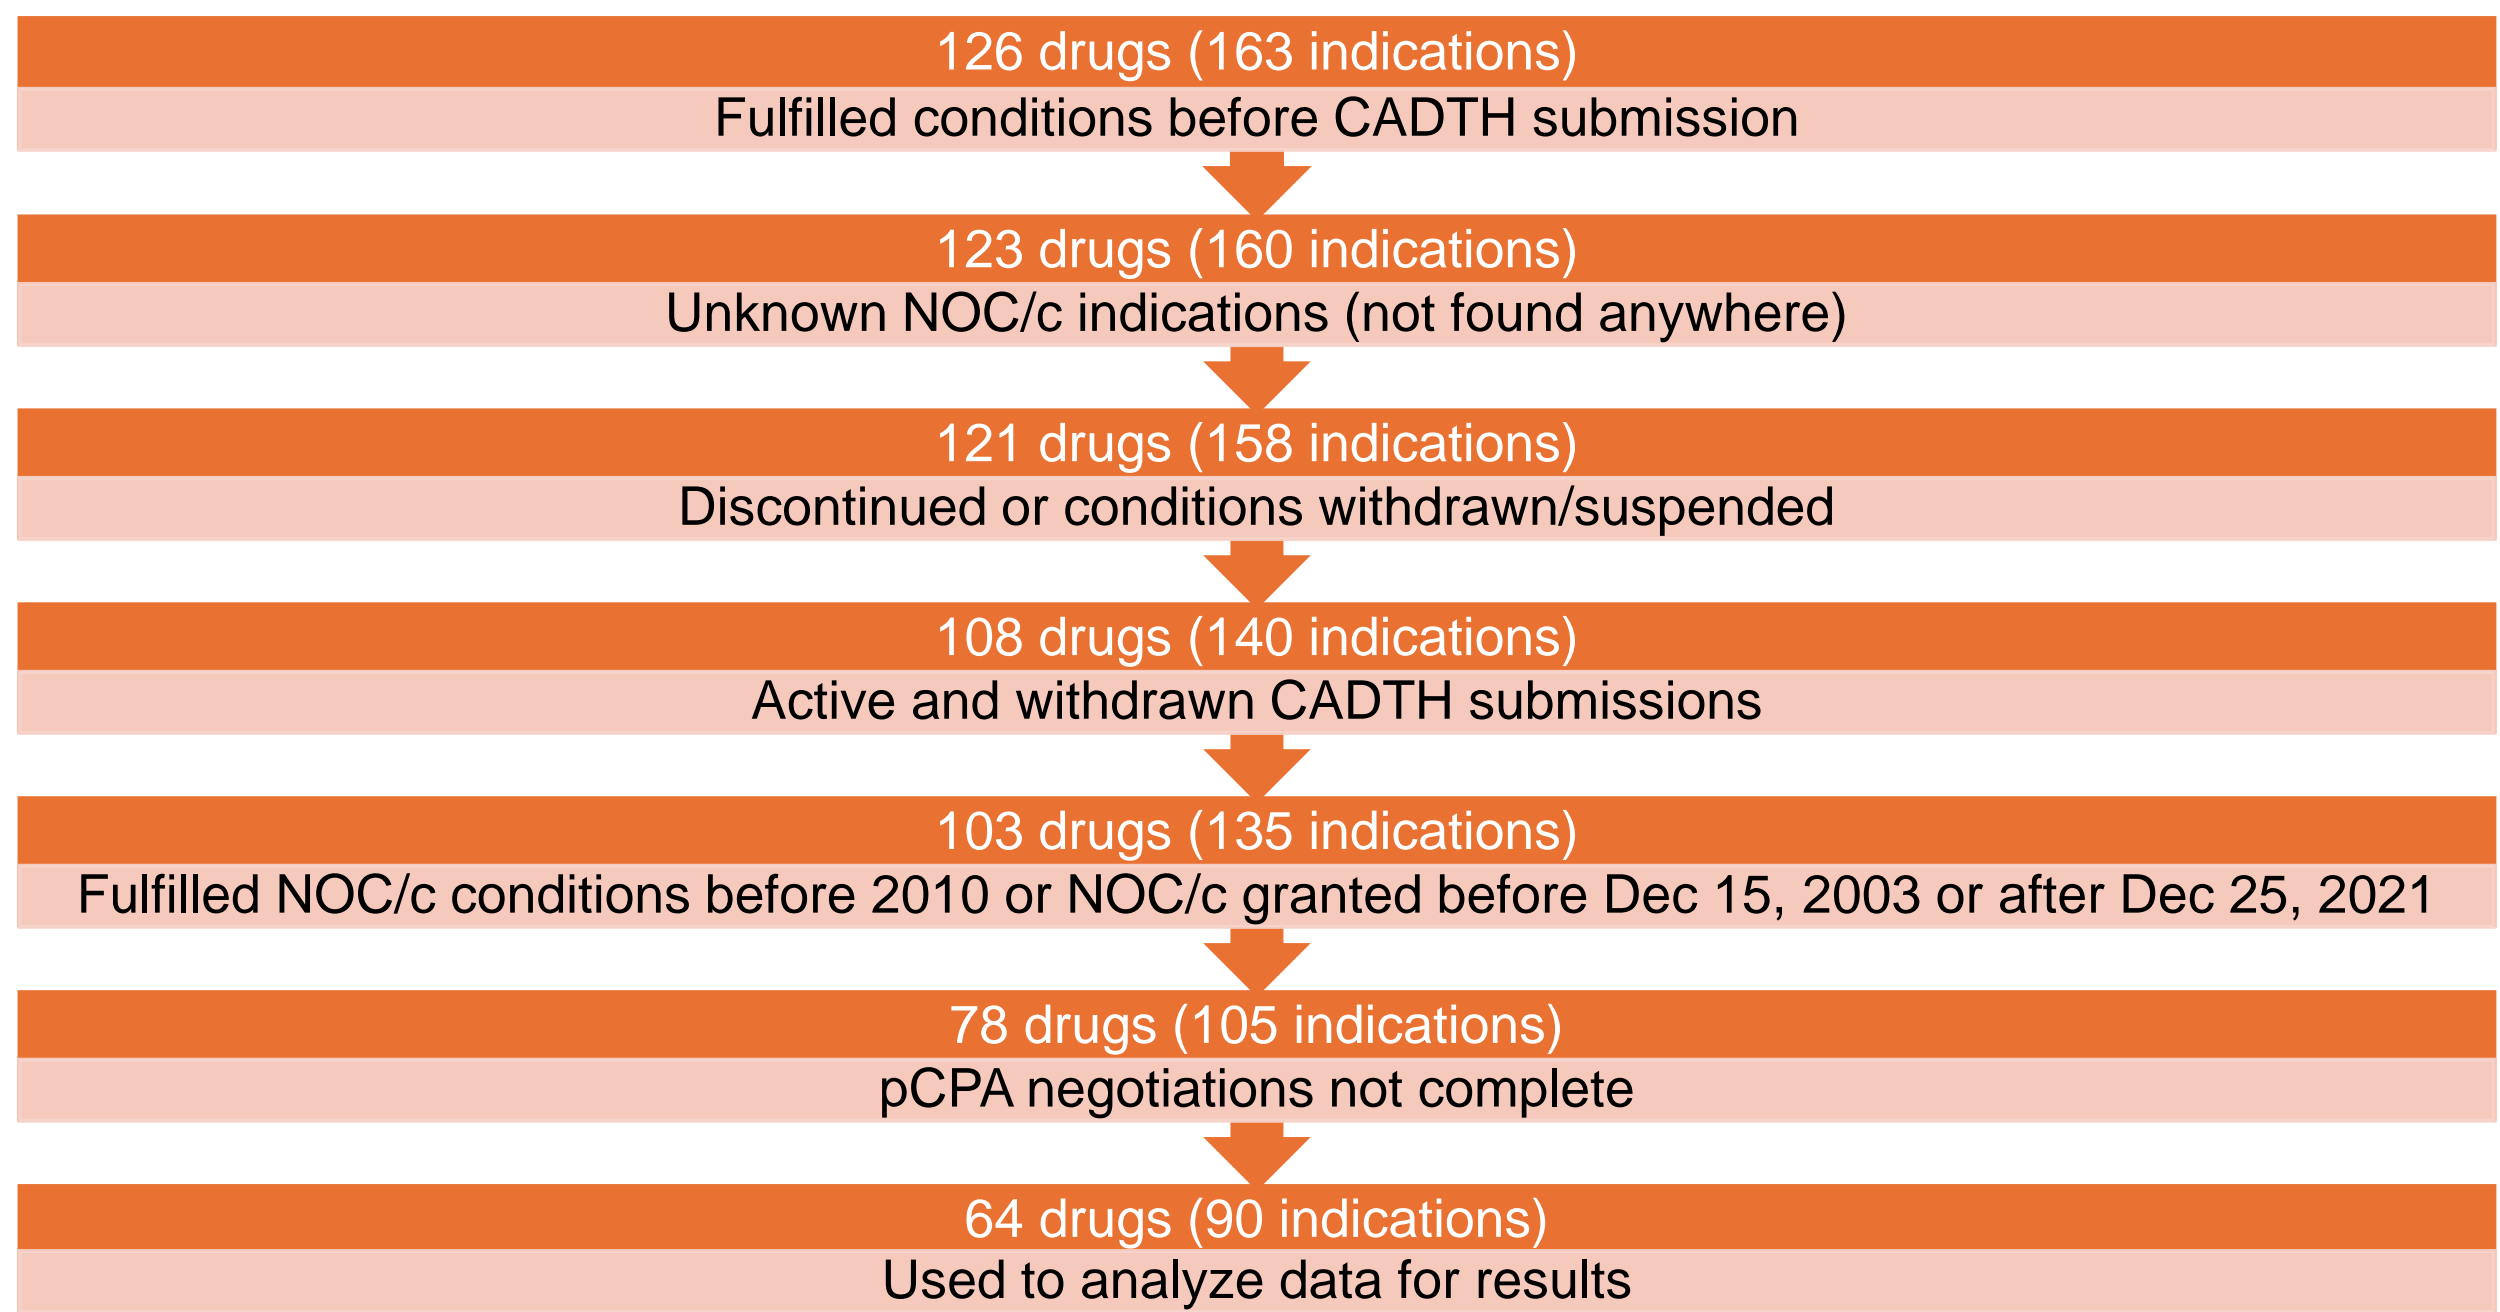 126 drugs (163 indications)
Fulfilled conditions before CADTH submission
123 drugs (160 indications)
Unknown NOC/c indications (not found anywhere)
121 drugs (158 indications)
Discontinued or conditions withdrawn/suspended
108 drugs (140 indications)
Active and withdrawn CADTH submissions
103 drugs (135 indications)
Fulfilled NOC/c conditions before 2010 or NOC/c granted before Dec 15, 2003 or after Dec 25, 2021
78 drugs (105 indications)
pCPA negotiations not complete
64 drugs (90 indications)
Used to analyze data for results